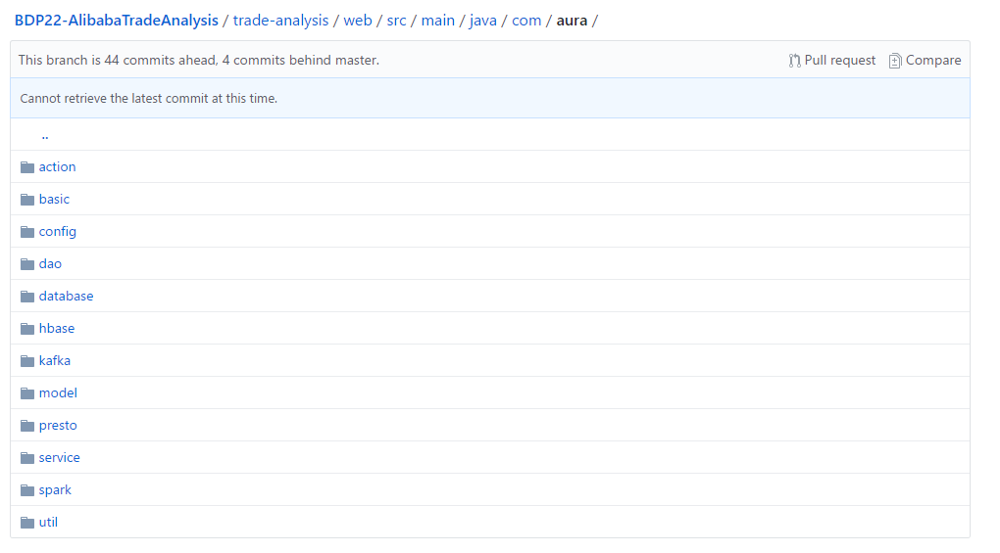 BDP22-AlibabaTradeAnalysis / trade-analysis / web / src / main / java / com / aura /
This branch is 44 commits ahead, 4 commits behind master. Pull request Compare
Cannot retrieve the latest commit at this time.
..
action
basic
config
dao
database
hbase
kafka
model
presto
service
spark
util